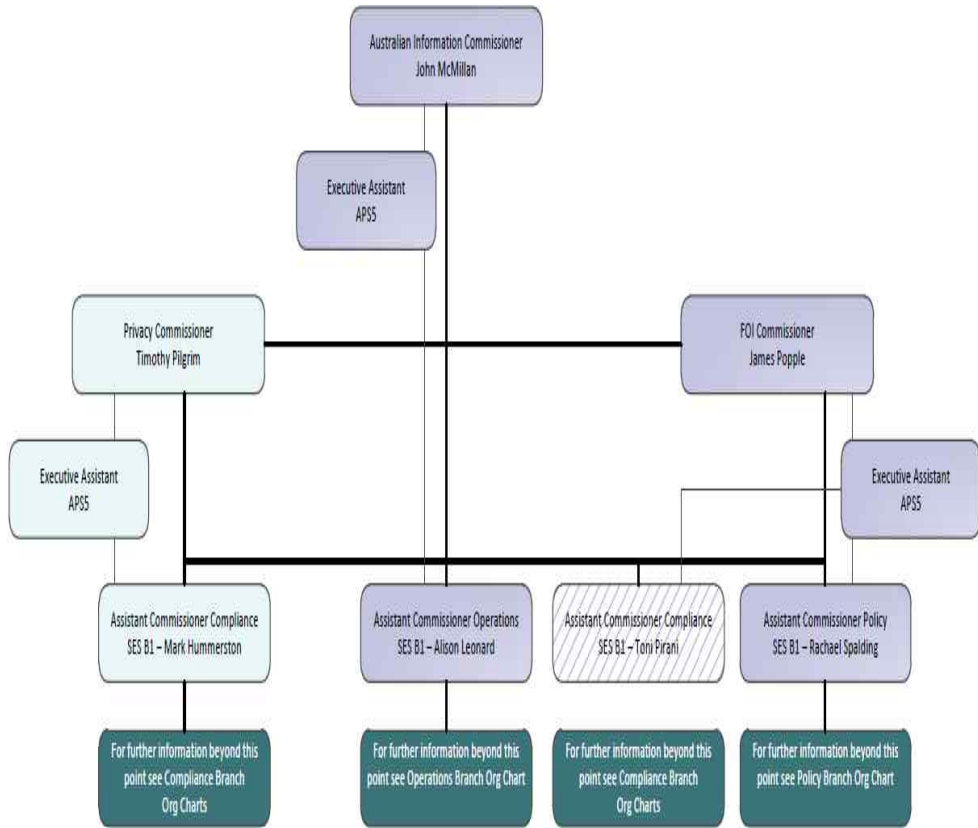 Australian Information Commissioner
John McMillan
Executive Assistant
APS5
Privacy Commissioner
Timothy Pilgrim
FOI Commissioner
James Popple
Executive Assistant
APS5
Executive Assistant
APS5
Assistant Commissioner Compliance
SES B1 – Mark Hummerston
Assistant Commissioner Operations
SES B1 – Alison Leonard
Assistant Commissioner Compliance
SES B1 – Toni Pirani
Assistant Commissioner Policy
SES B1 – Rachael Spalding
For further information beyond this
point see Compliance Branch
Org Charts
For further information beyond this
point see Operations Branch Org Chart
For further information beyond this
point see Compliance Branch
Org Charts
For further information beyond this
point see Policy Branch Org Chart